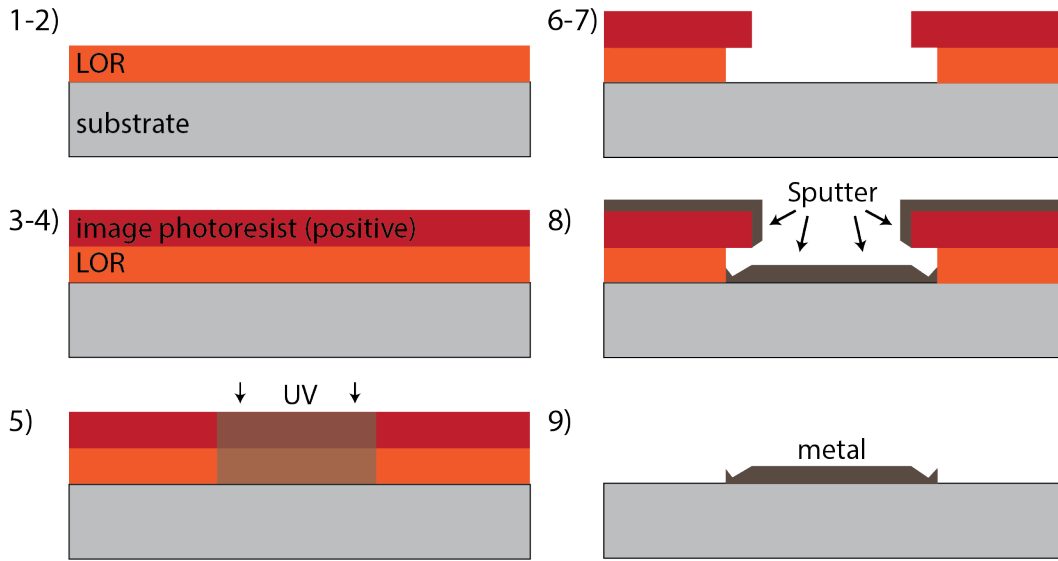 1-2)
LOR
substrate
3-4)
image photoresist (positive)
LOR
5)
UV
6-7)
8)
Sputter
9)
metal